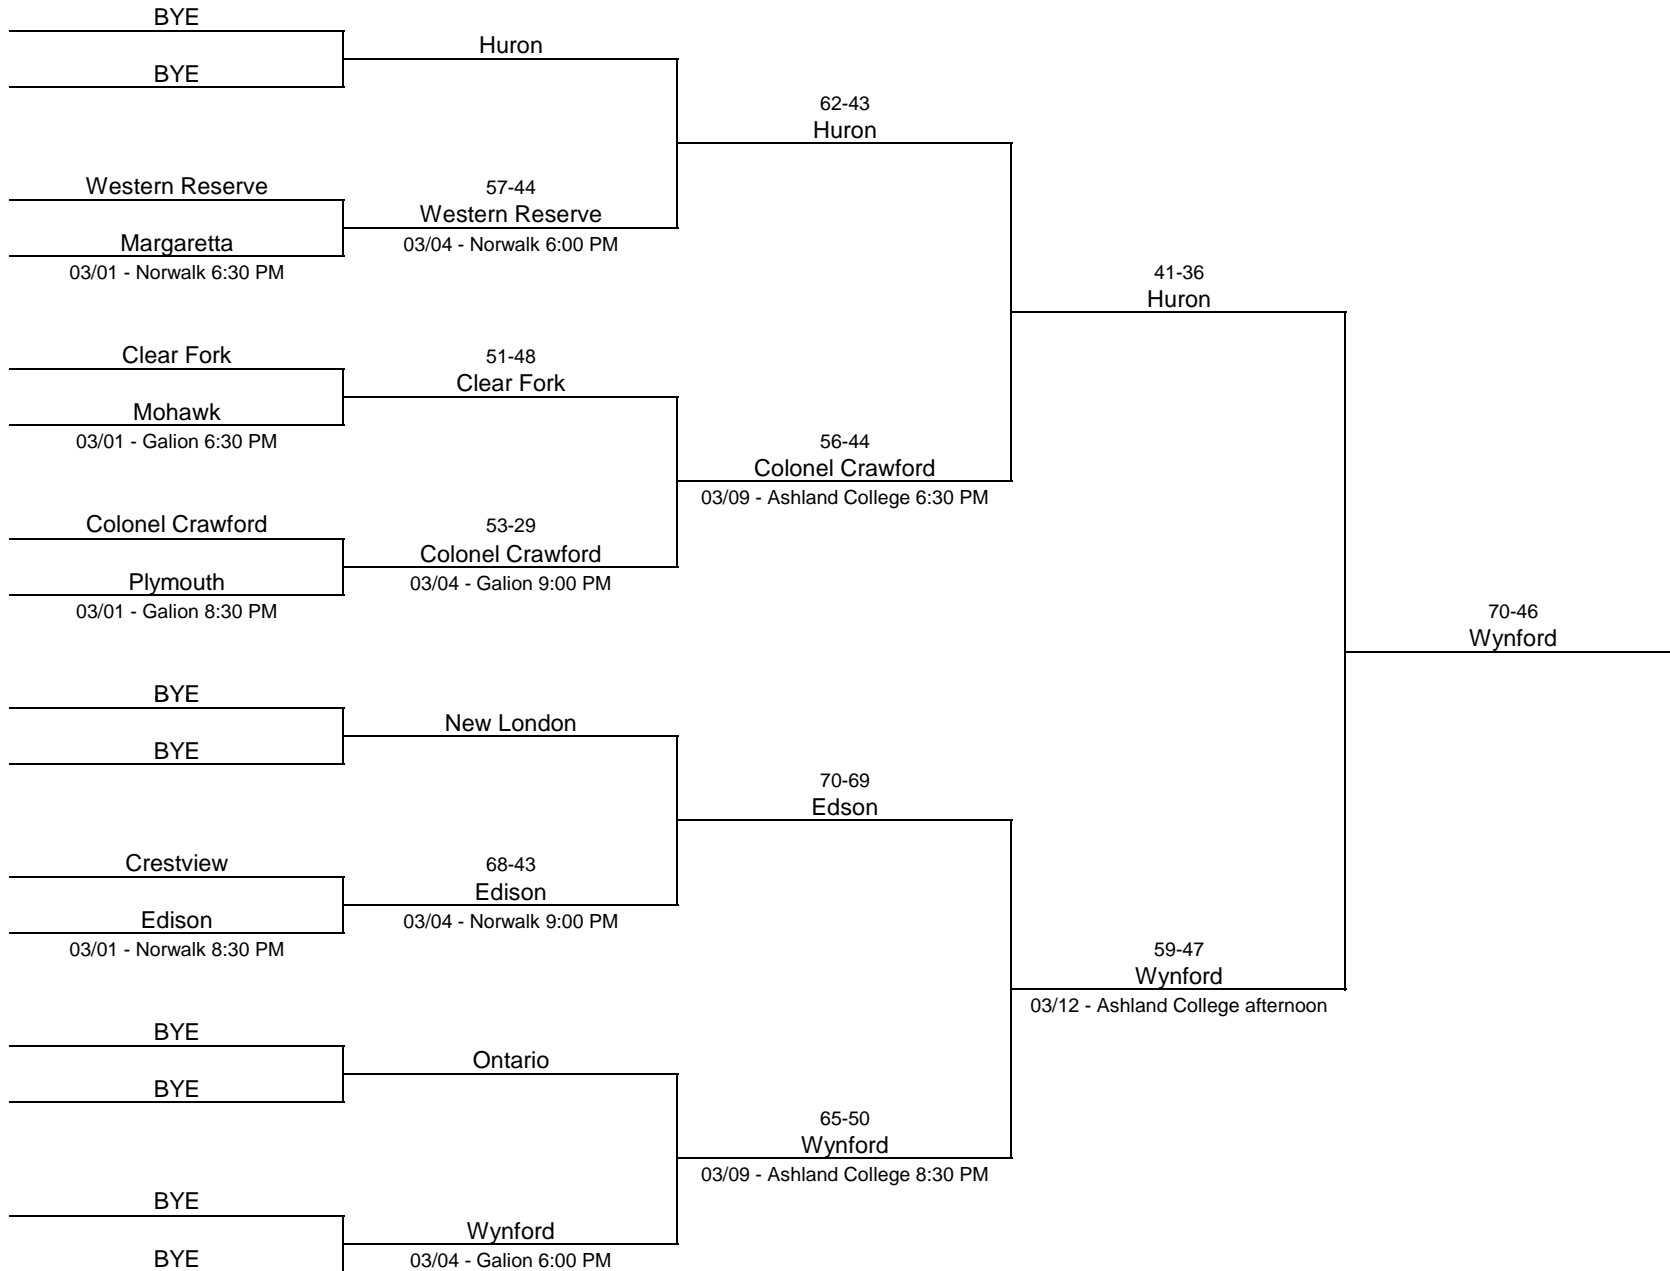 BYE
BYE
Western Reserve
Margaretta
03/01 - Norwalk 6:30 PM
Clear Fork
Mohawk
03/01 - Galion 6:30 PM
Colonel Crawford
Plymouth
03/01 - Galion 8:30 PM
BYE
BYE
Crestview
Edison
03/01 - Norwalk 8:30 PM
BYE
BYE
BYE
BYE
Huron
57-44
Western Reserve
03/04 - Norwalk 6:00 PM
51-48
Clear Fork
53-29
Colonel Crawford
03/04 - Galion 9:00 PM
New London
68-43
Edison
03/04 - Norwalk 9:00 PM
Ontario
Wynford
03/04 - Galion 6:00 PM
62-43
Huron
56-44
Colonel Crawford
03/09 - Ashland College 6:30 PM
70-69
Edson
65-50
Wynford
03/09 - Ashland College 8:30 PM
41-36
Huron
59-47
Wynford
03/12 - Ashland College afternoon
70-46
Wynford